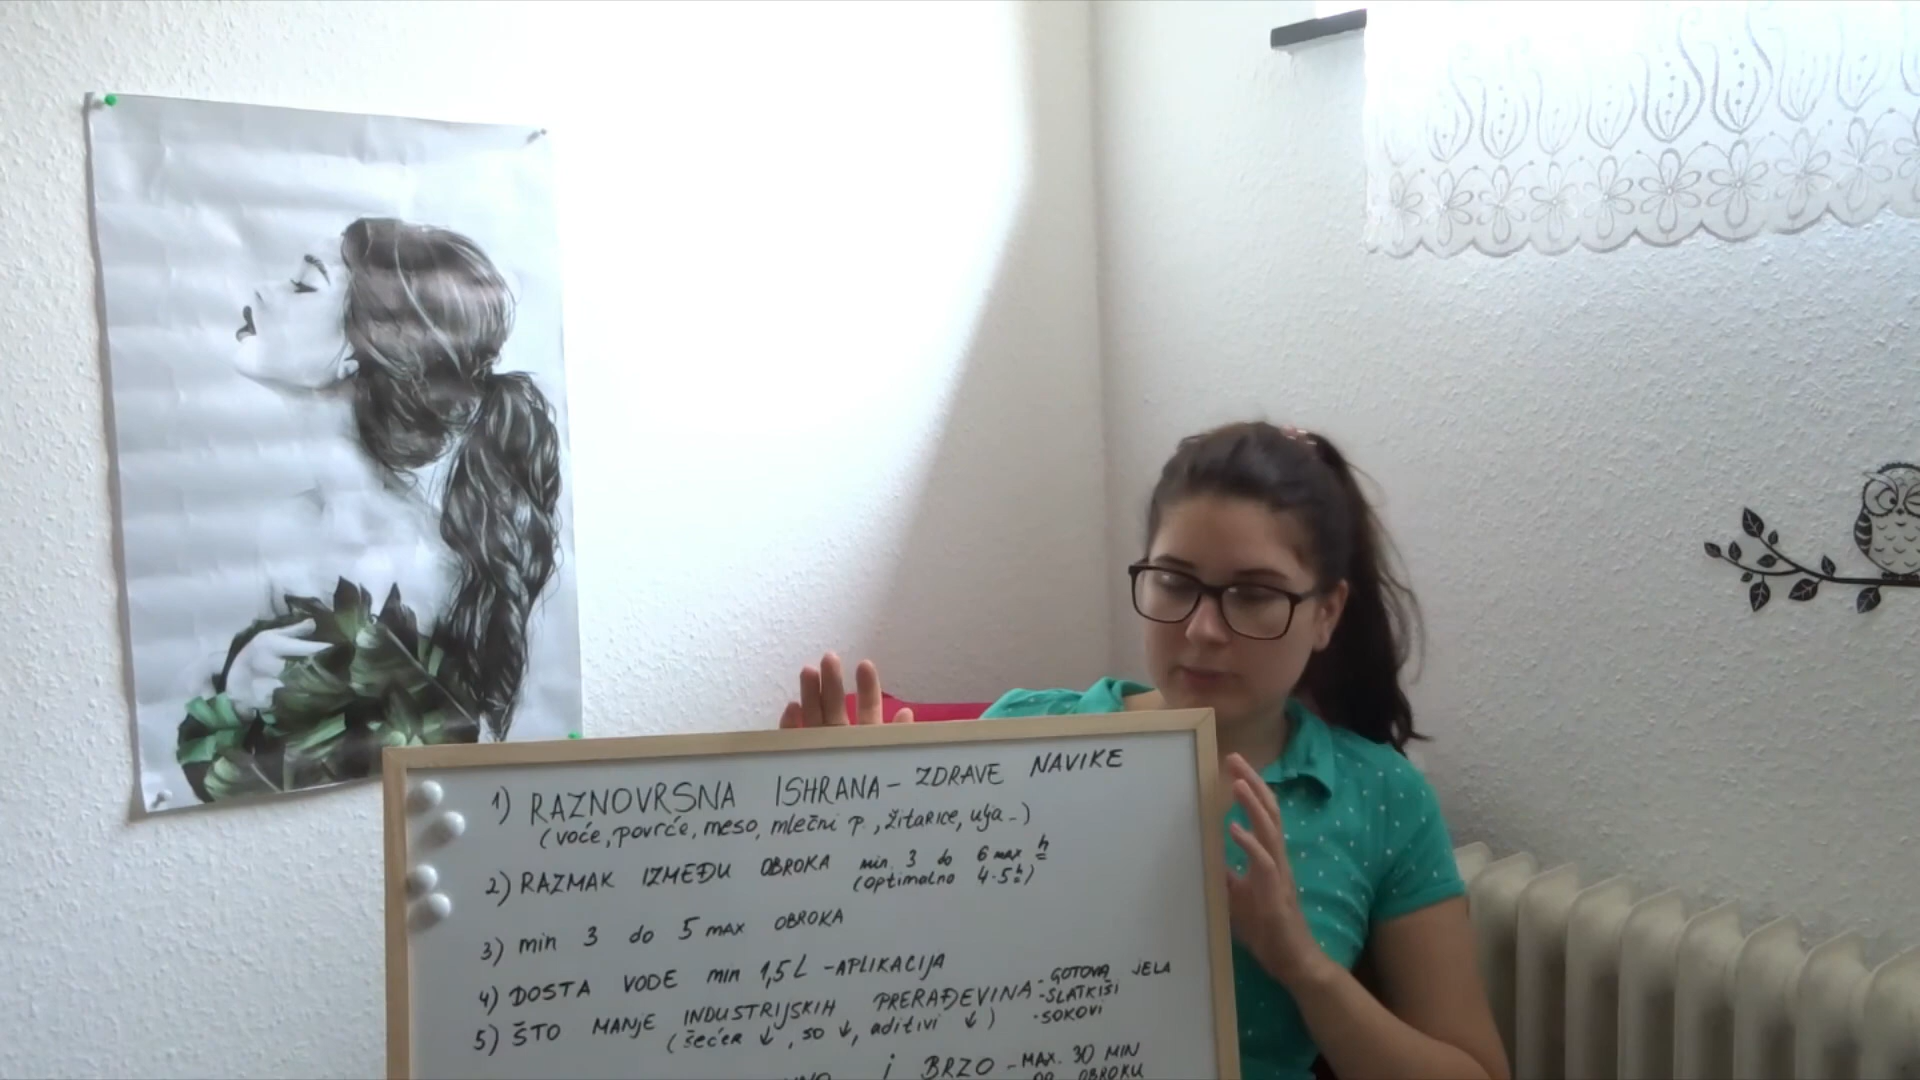 1) RAZNOVRSNA ISHRANA - ZDRAVE NAVIKE
(voće, povrće, meso, mlečni p., žitarice, ulja...)
2) RAZMAK IZMEĐU OBROKA min. 3 do 6 max h
(optimalno 4-5h)
3) min 3 do 5 max OBROKA
4) DOSTA VODE min 1,5 L - APLIKACIJA
5) ŠTO MANJE INDUSTRIJSKIH PRERAĐEVINA - GOTOVA JELA
- SLATKIŠI
(šećer ↓, so ↓, aditivi ↓) - SOKOVI
i BRZO - MAX. 30 MIN
OBROKU